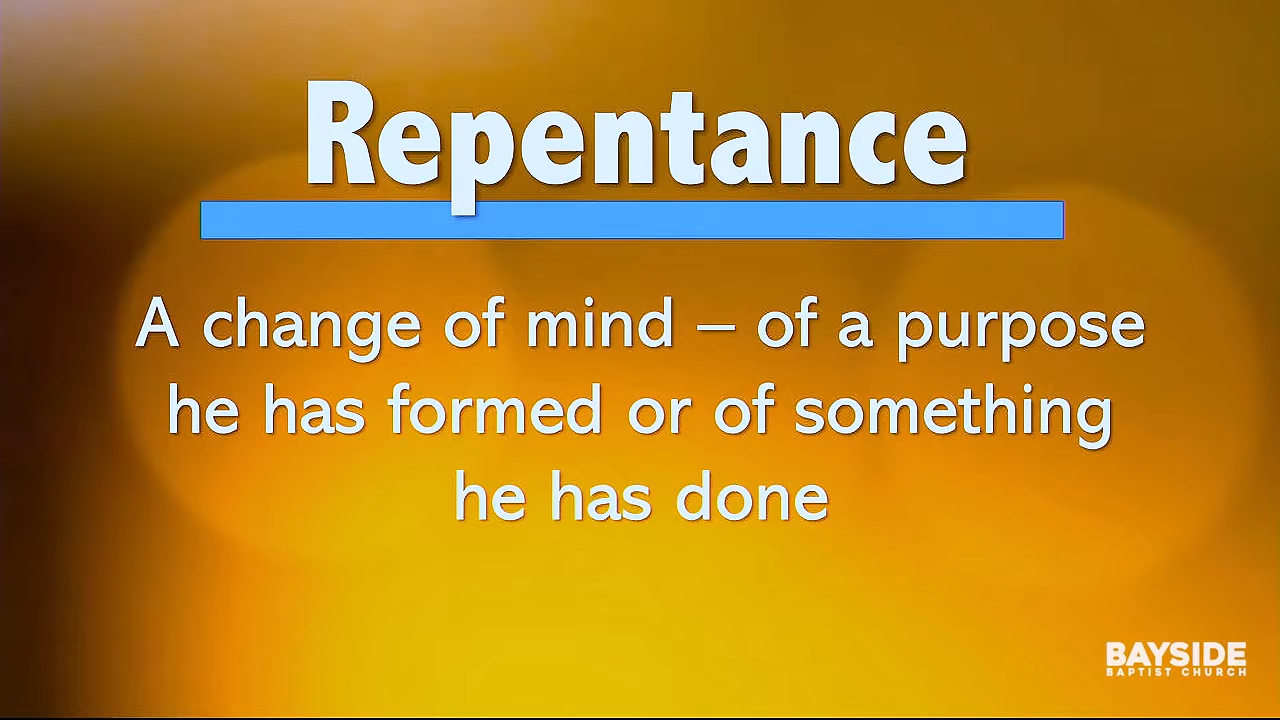 Repentance
A change of mind – of a purpose
he has formed or of something
he has done
BAYSIDE
BAPTIST CHURCH